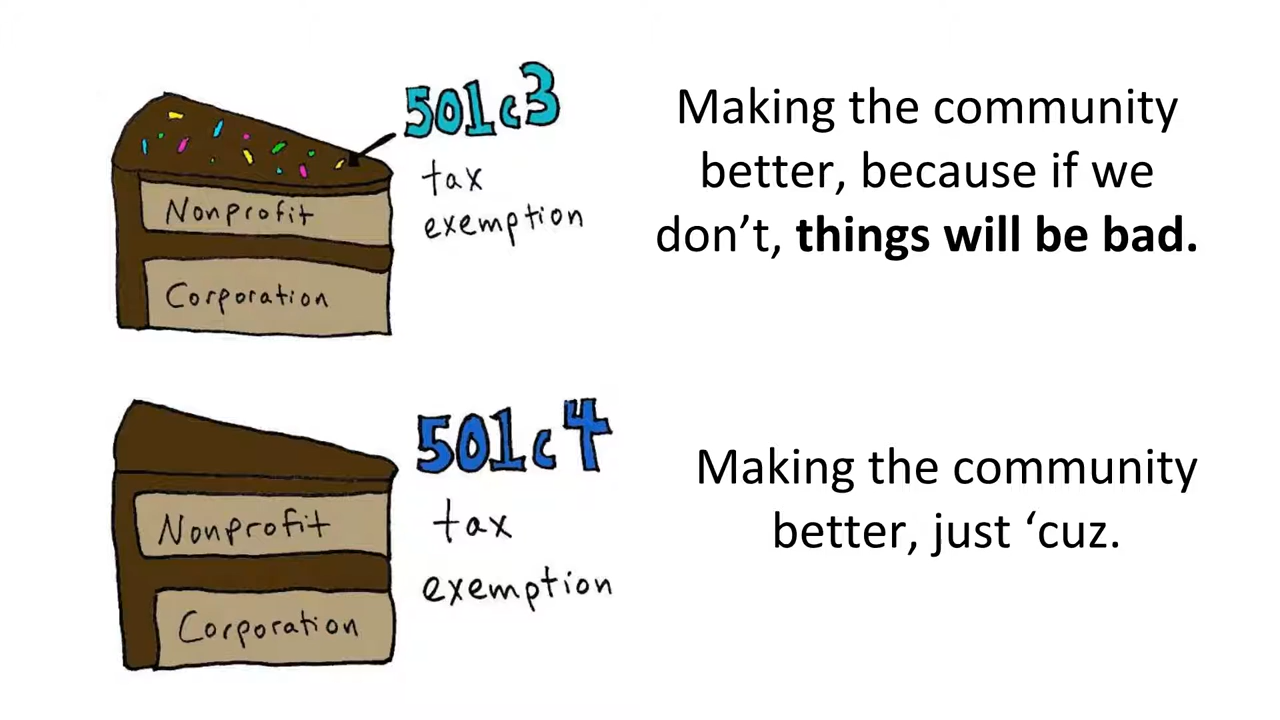 501c3
tax
exemption
Nonprofit
Corporation
Making the community
better, because if we
don’t, things will be bad.
501c4
tax
exemption
Nonprofit
Corporation
Making the community
better, just ‘cuz.